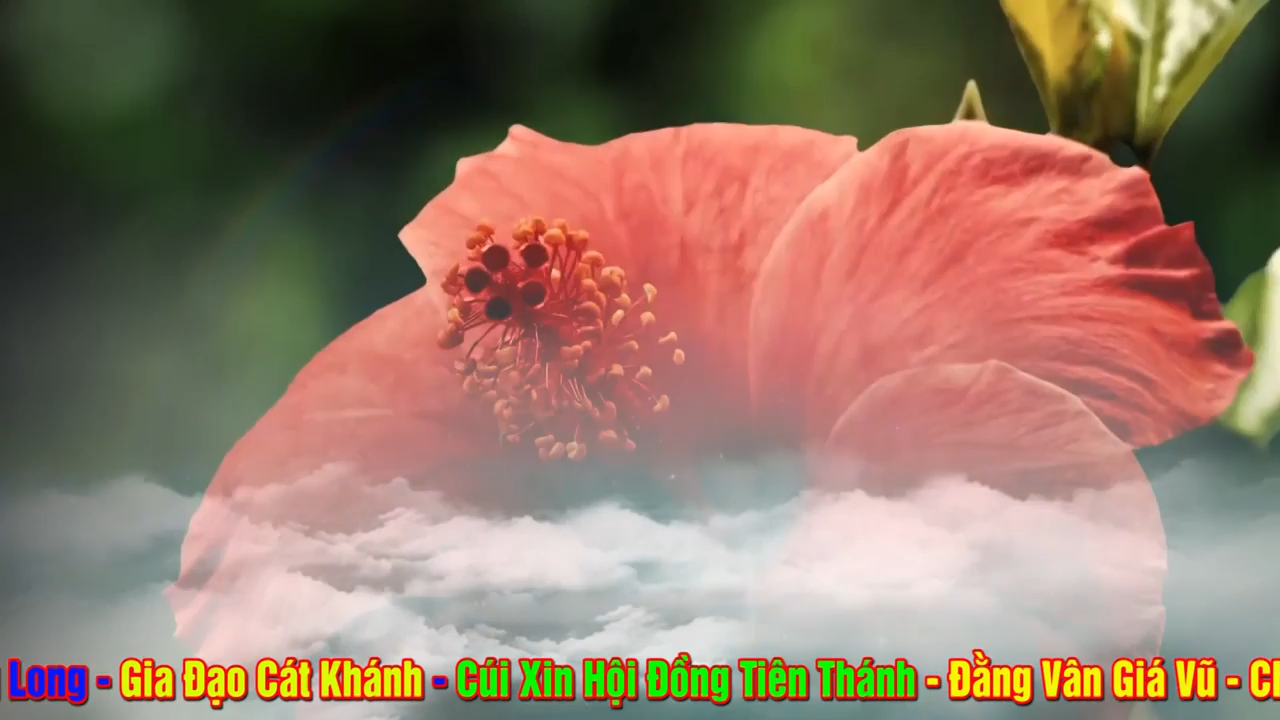 Long - Gia Đạo Cát Khánh - Cúi Xin Hội Đồng Tiên Thánh - Đằng Vân Giá Vũ -